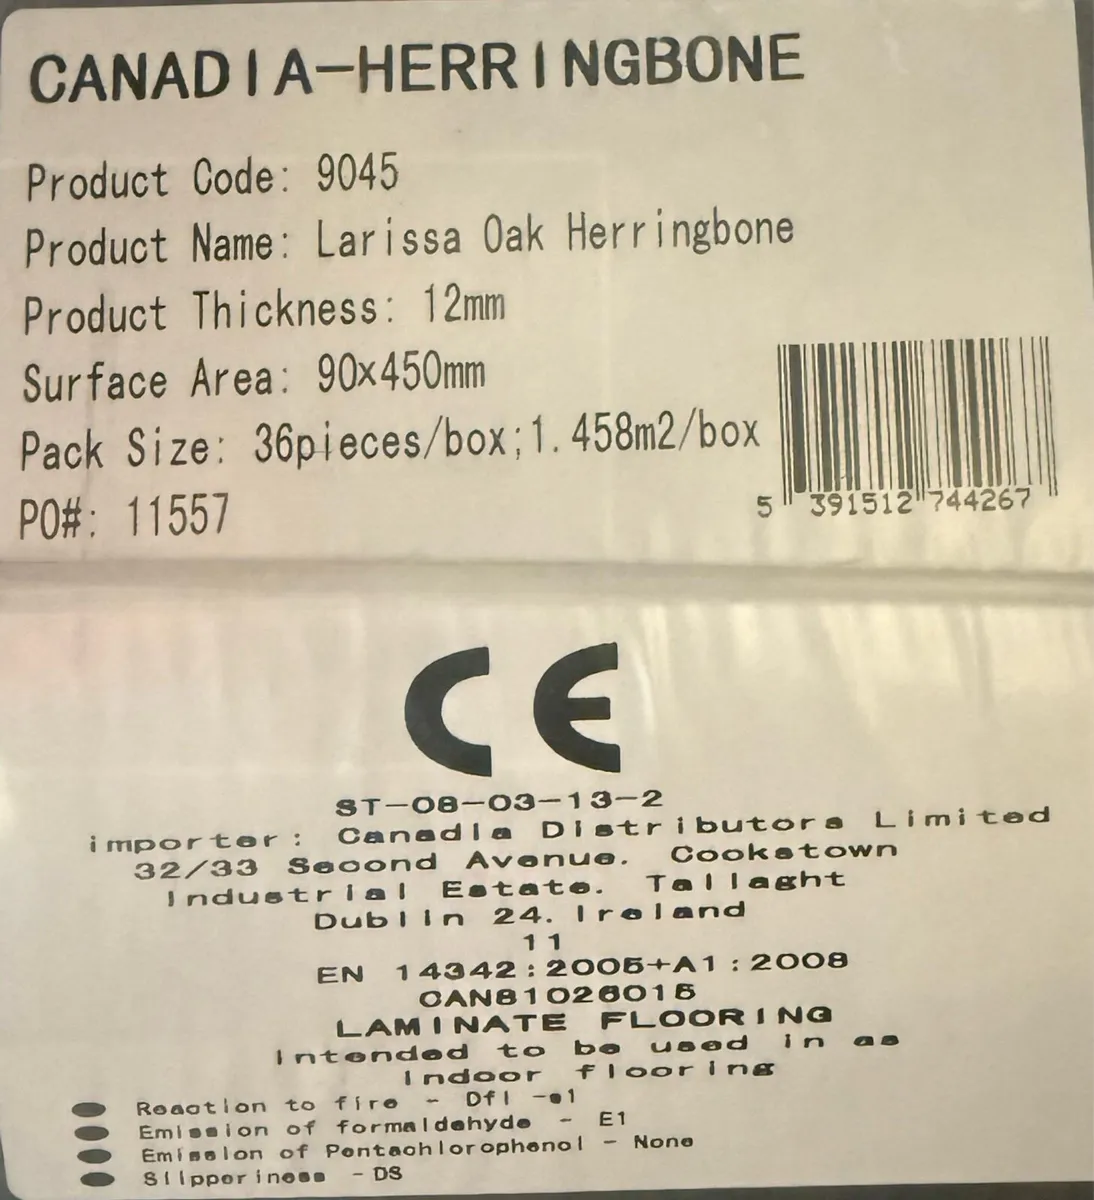 CANADIA-HERRINGBONE
Product Code: 9045
Product Name: Larissa Oak Herringbone
Product Thickness: 12mm
Surface Area: 90x450mm
Pack Size: 36pieces/box;1.458m2/box
PO#: 11557
5 391512 744267
CE
ST-08-03-13-2
importer: Canadia Distributors Limited
32/33 Second Avenue. Cookstown
Industrial Estate. Tallaght
Dublin 24. Ireland
11
EN 14342:2005+A1:2008
LAMINATE FLOORING
Intended to be used in as
indoor flooring
Reaction to fire - Dfl -s1
Emission of formaldehyde - E1
Emission of Pentachlorophenol - None
Slipperiness - DS